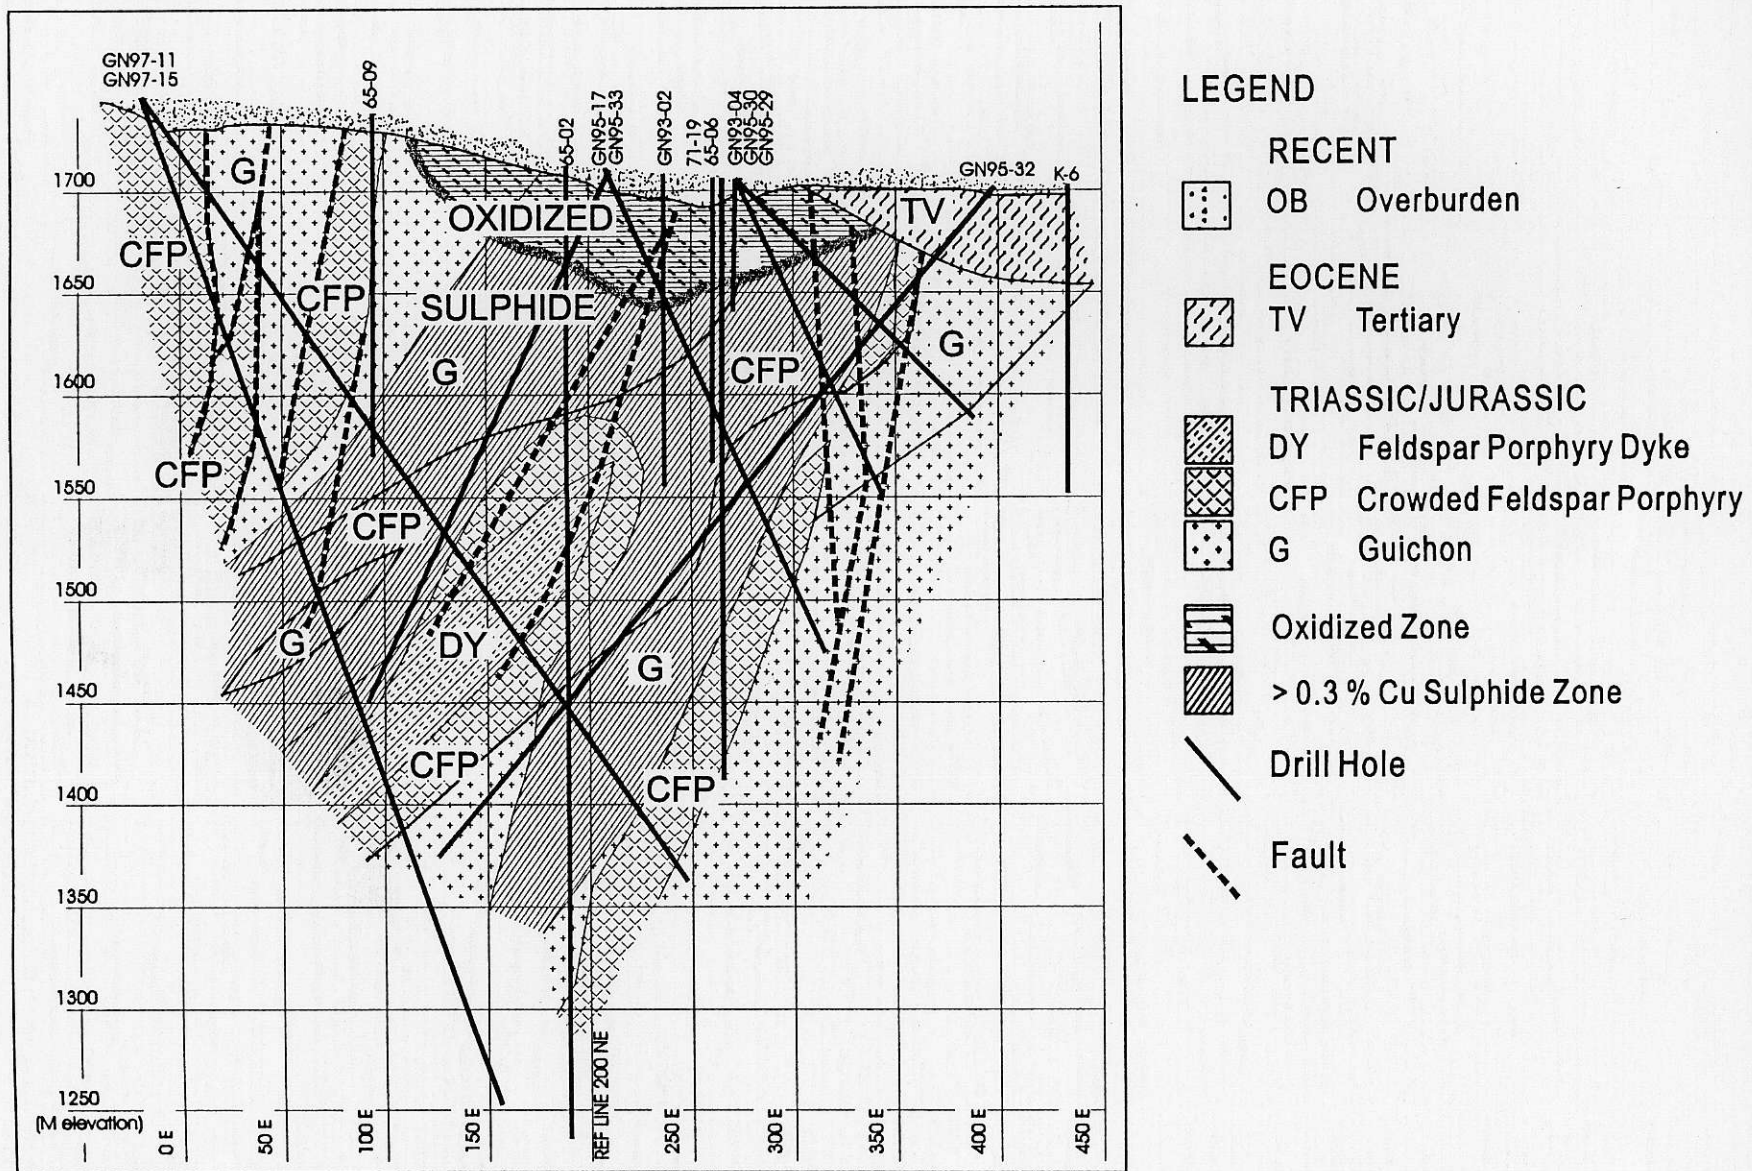 GN97-11
GN97-15
65-09
65-02
GN95-17
GN95-33
GN93-02
71-19
65-06
GN93-04
GN95-30
GN95-29
GN95-32
K-6
1700
1650
1600
1550
1500
1450
1400
1350
1300
1250
(M elevation)
G
CFP
CFP
CFP
OXIDIZED
SULPHIDE
G
TV
G
CFP
CFP
G
DY
G
CFP
CFP
0 E
50 E
100 E
150 E
REF LINE 200 NE
250 E
300 E
350 E
400 E
450 E
LEGEND
RECENT
OB Overburden
EOCENE
TV Tertiary
TRIASSIC/JURASSIC
DY Feldspar Porphyry Dyke
CFP Crowded Feldspar Porphyry
G Guichon
Oxidized Zone
> 0.3 % Cu Sulphide Zone
Drill Hole
Fault